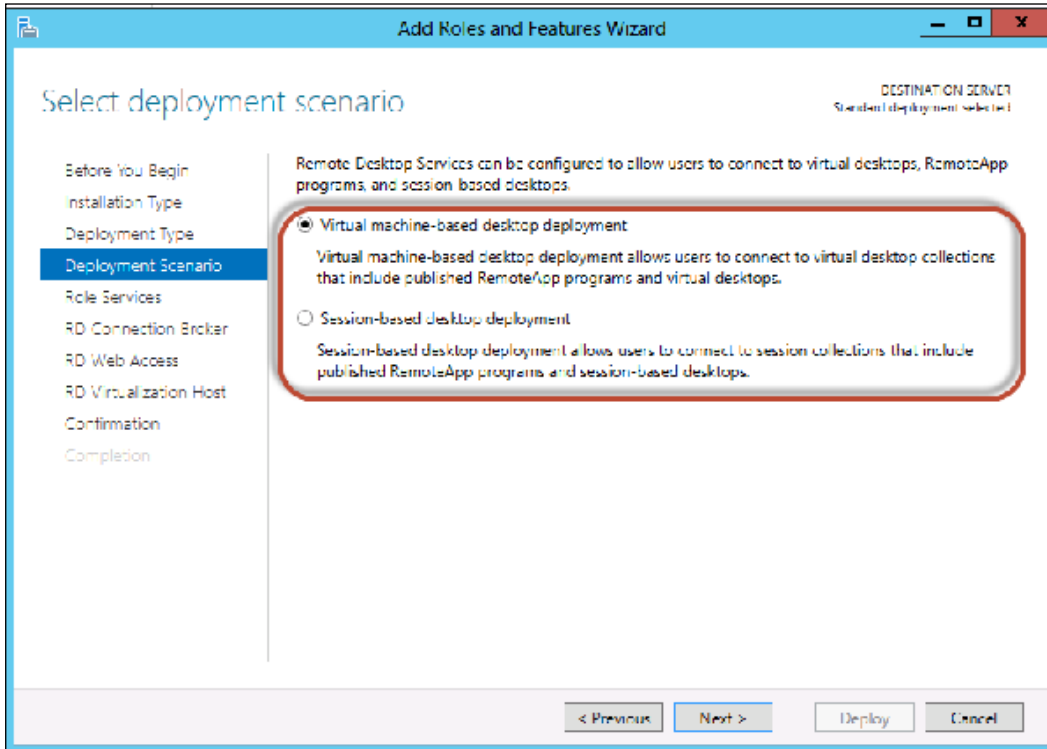 Add Roles and Features Wizard
Select deployment scenario
DESTINATION SERVER
Standard deployment selected
Before You Begin
Installation Type
Deployment Type
Deployment Scenario
Role Services
RD Connection Broker
RD Web Access
RD Virtualization Host
Confirmation
Completion
Remote Desktop Services can be configured to allow users to connect to virtual desktops, RemoteApp
programs, and session-based desktops.
Virtual machine-based desktop deployment
Virtual machine-based desktop deployment allows users to connect to virtual desktop collections
that include published RemoteApp programs and virtual desktops.
Session-based desktop deployment
Session-based desktop deployment allows users to connect to session collections that include
published RemoteApp programs and session-based desktops.
< Previous
Next >
Deploy
Cancel